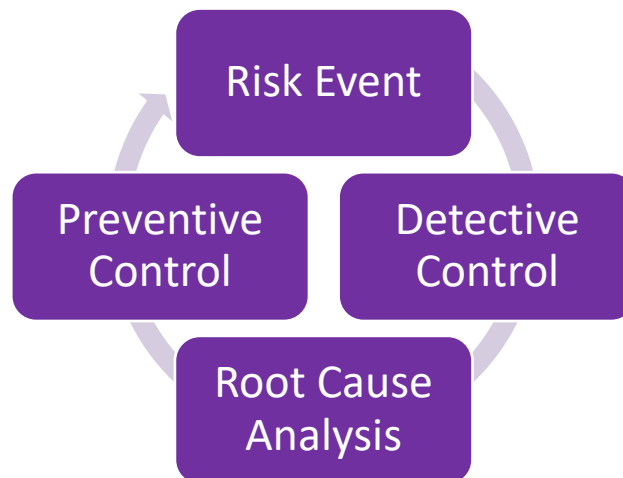 Risk Event
Preventive
Control
Detective
Control
Root Cause
Analysis